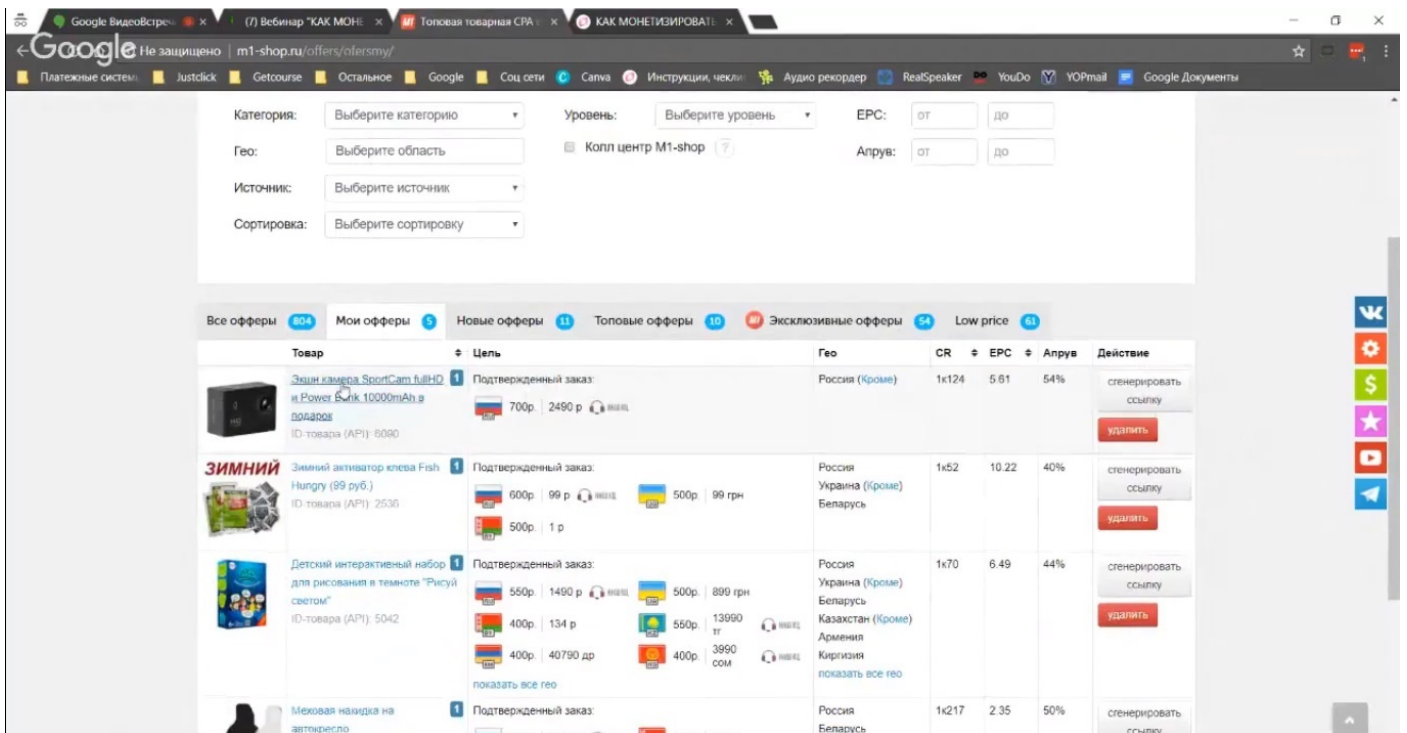 Google ВидеоВстреч
(7) Вебинар "КАК МОНЕ
Топовая товарная CPA
КАК МОНЕТИЗИРОВАТЬ
Google
Не защищено | m1-shop.ru/offers/ofersmy/
Платежные систем Justclick Getcourse Остальное Google Соц сети Canva Инструкции, чекли Аудио рекордер RealSpeaker YouDo YOPmail Google Документы
Категория: Выберите категорию Уровень: Выберите уровень EPC: от до
Гео: Выберите область Колл центр M1-shop ? Апрув: от до
Источник: Выберите источник
Сортировка: Выберите сортировку
Все офферы 804 Мои офферы 5 Новые офферы 11 Топовые офферы 10 Эксклюзивные офферы 54 Low price 61
Товар Цель Гео CR EPC Апрув Действие
Экшн камера SportCam fullHD 1 Подтвержденный заказ: Россия (Кроме) 1к124 5.61 54% сгенерировать
и Power Bank 10000mAh в 700р. 2490 р ссылку
подарок
ID-товара (API): 6090 удалить
ЗИМНИЙ Зимний активатор клева Fish 1 Подтвержденный заказ: Россия 1к52 10.22 40% сгенерировать
Hungry (99 руб.) 600р. 99 р 500р. 99 грн Украина (Кроме) ссылку
ID-товара (API): 2536 Беларусь
500р. 1 р удалить
Детский интерактивный набор 1 Подтвержденный заказ: Россия 1к70 6.49 44% сгенерировать
для рисования в темноте "Рисуй 550р. 1490 р 500р. 899 грн Украина (Кроме) ссылку
светом" Беларусь
ID-товара (API): 5042 400р. 134 р 550р. 13990 тг Казахстан (Кроме) удалить
Армения
400р. 40790 др 400р. 3990 сом Киргизия
показать все гео показать все гео
Меховая накидка на 1 Подтвержденный заказ: Россия 1к217 2.35 50% сгенерировать
автокресло Беларусь ссылку